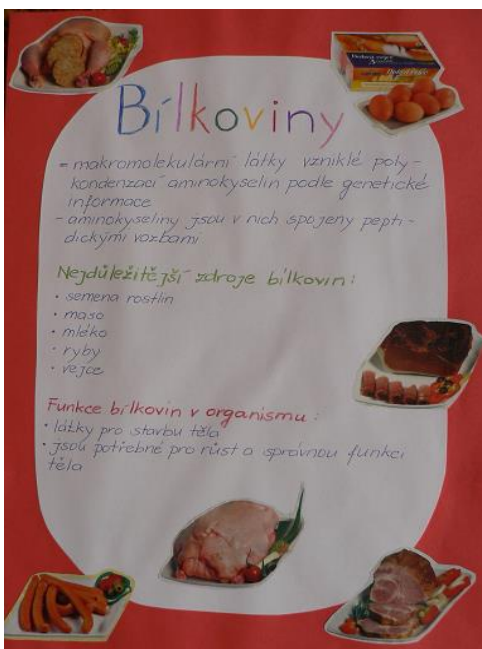 Bílkoviny
- makromolekulární látky vzniklé poly-
kondenzací aminokyselin podle genetické
informace
- aminokyseliny jsou v nich spojeny pepti-
dickými vazbami
Nejdůležitější zdroje bílkovin:
• semena rostlin
• maso
• mléko
• ryby
• vejce
Funkce bílkovin v organismu:
• látky pro stavbu těla
• jsou potřebné pro růst a správnou funkci
těla